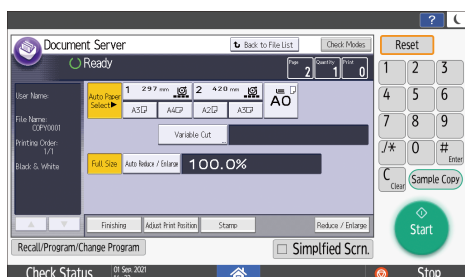 ?
Document Server
Back to File List
Check Modes
Reset
Ready
Page
2
Quantity
1
Print
0
1
2
3
User Name:
Auto Paper
Select▶
1
297 mm
2
420 mm
A0
4
5
6
A3
A4
A2
A3
File Name:
COPY0001
7
8
9
Printing Order:
1/1
Variable Cut
./*
0
#
Enter
Black & White
Full Size
Auto Reduce / Enlarge
100.0%
C
Clear
Sample Copy
Start
Finishing
Adjust Print Position
Stamp
Reduce / Enlarge
Recall/Program/Change Program
Simplfied Scrn.
Check Status
01 Sep 2021
Stop